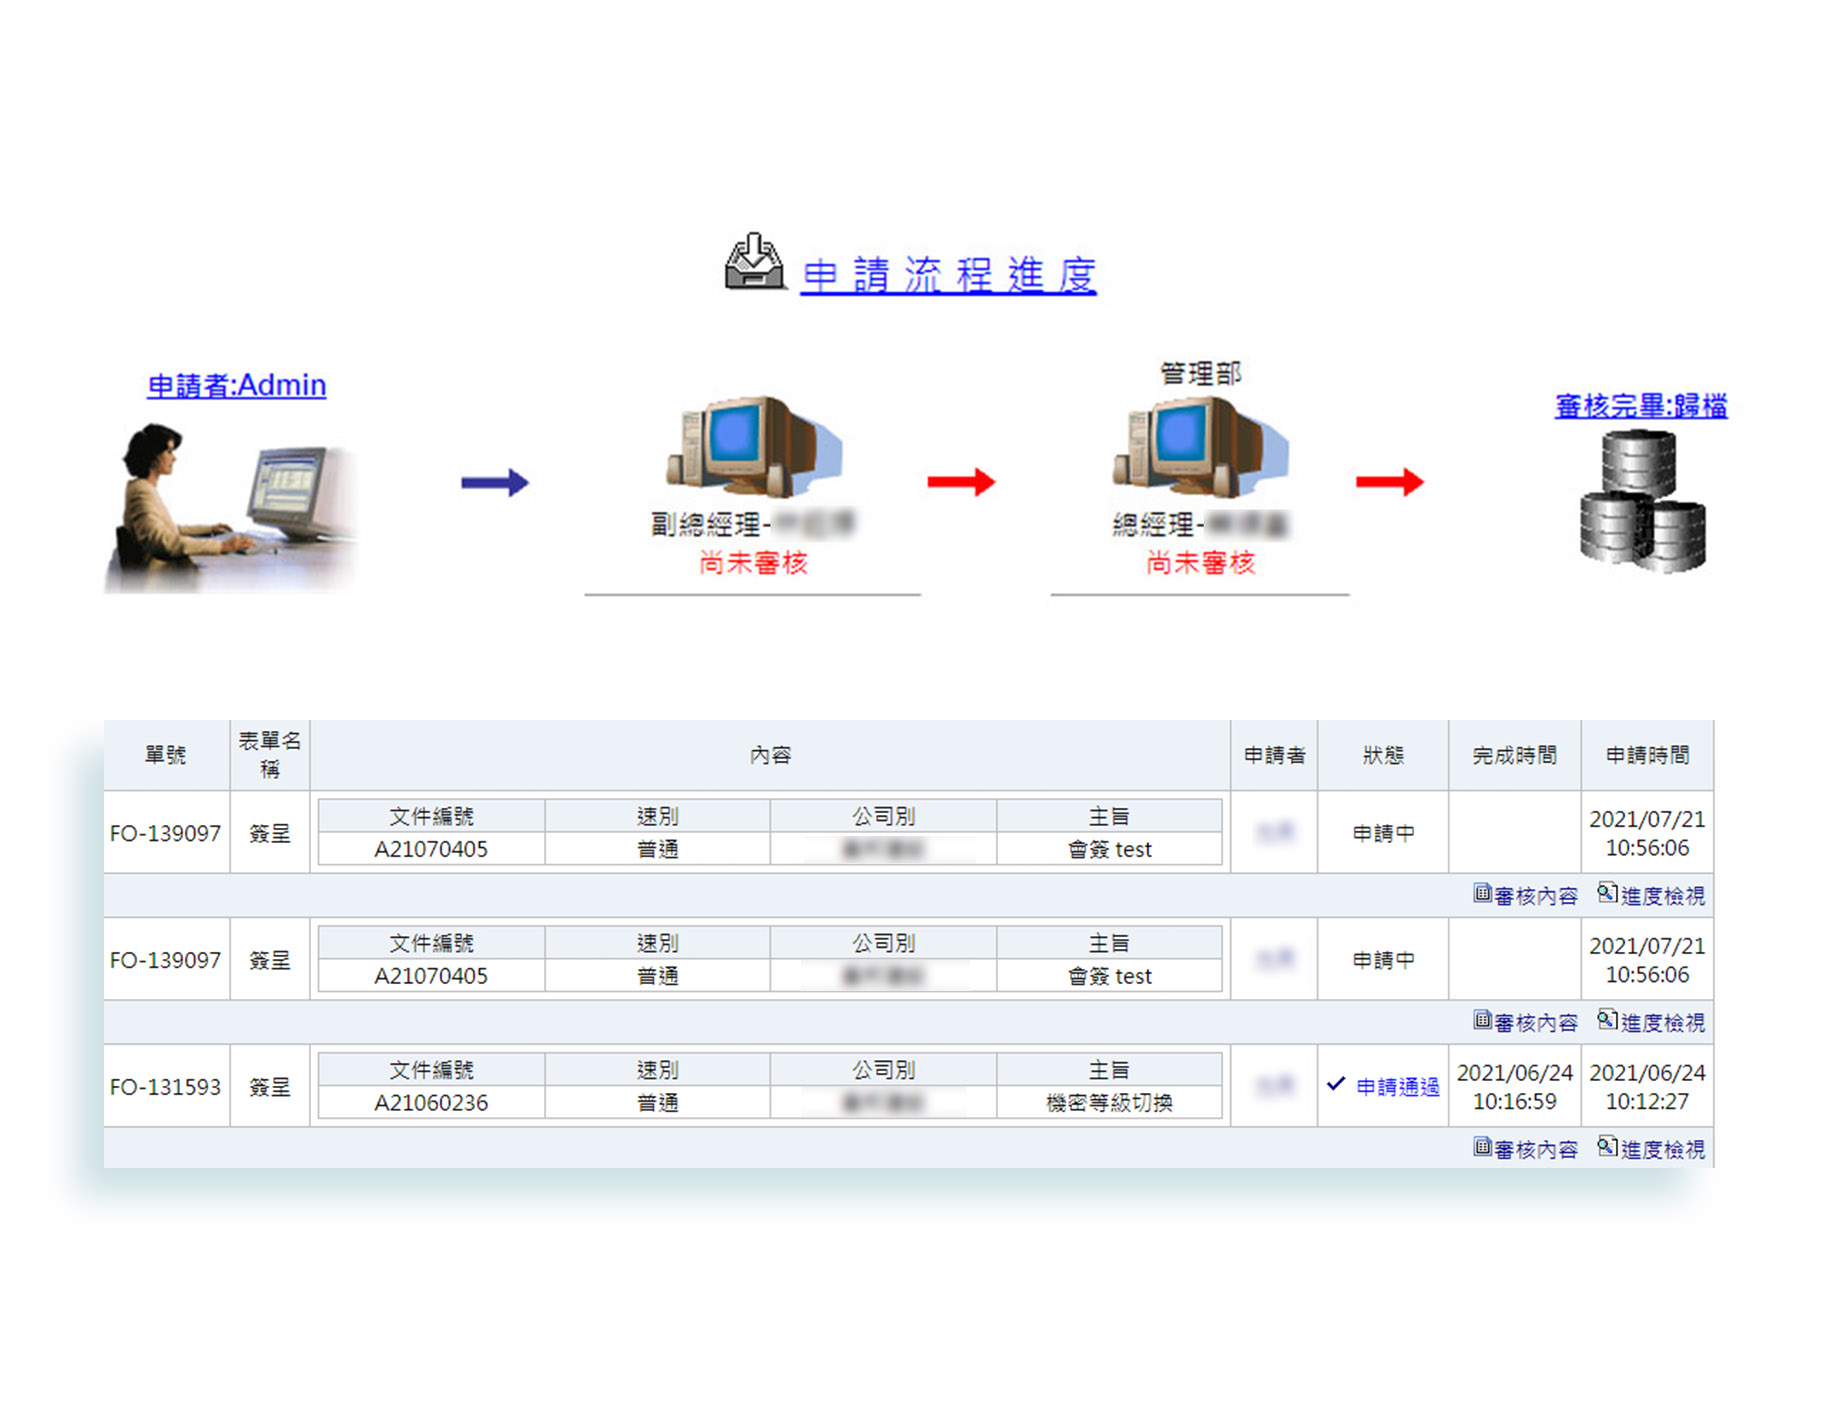 申請流程進度
申請者:Admin
管理部
審核完畢:歸檔
副總經理-
尚未審核
總經理-
尚未審核
單號 表單名稱 內容 申請者 狀態 完成時間 申請時間
文件編號 速別 公司別 主旨
FO-139097 簽呈 A21070405 普通 會簽 test 申請中 2021/07/21 10:56:06
審核內容 進度檢視
文件編號 速別 公司別 主旨
FO-139097 簽呈 A21070405 普通 會簽 test 申請中 2021/07/21 10:56:06
審核內容 進度檢視
文件編號 速別 公司別 主旨
FO-131593 簽呈 A21060236 普通 機密等級切換 申請通過 2021/06/24 10:16:59 2021/06/24 10:12:27
審核內容 進度檢視